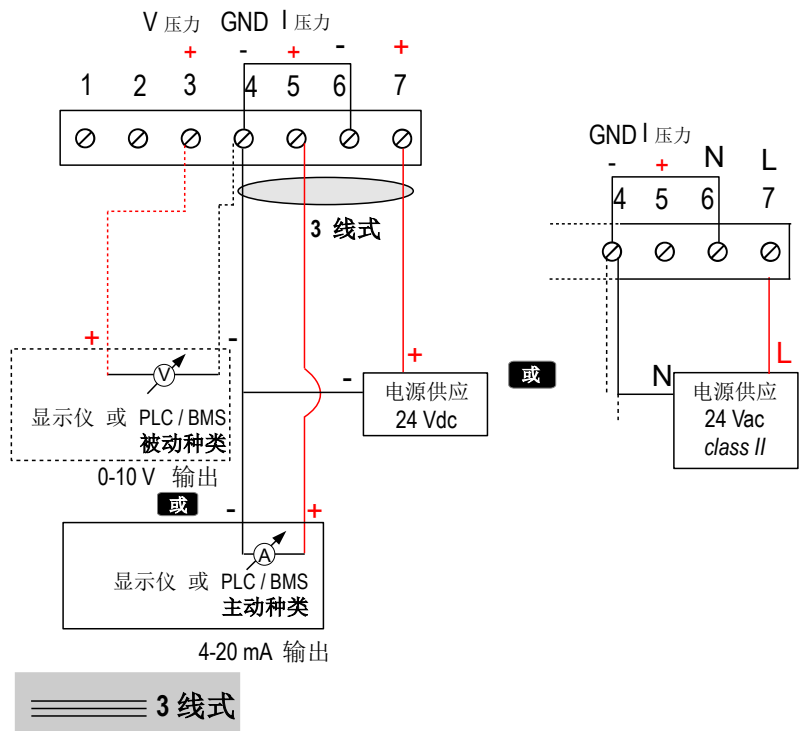 V 压力 GND I 压力
+ - + - +
1 2 3 4 5 6 7
3 线式
+ -
V
显示仪 或 PLC / BMS
被动种类
0-10 V 输出
- +
电源供应
24 Vdc
或
或
- +
A
显示仪 或 PLC / BMS
主动种类
4-20 mA 输出
3 线式
GND I 压力 N L
- +
4 5 6 7
N L
电源供应
24 Vac
class II